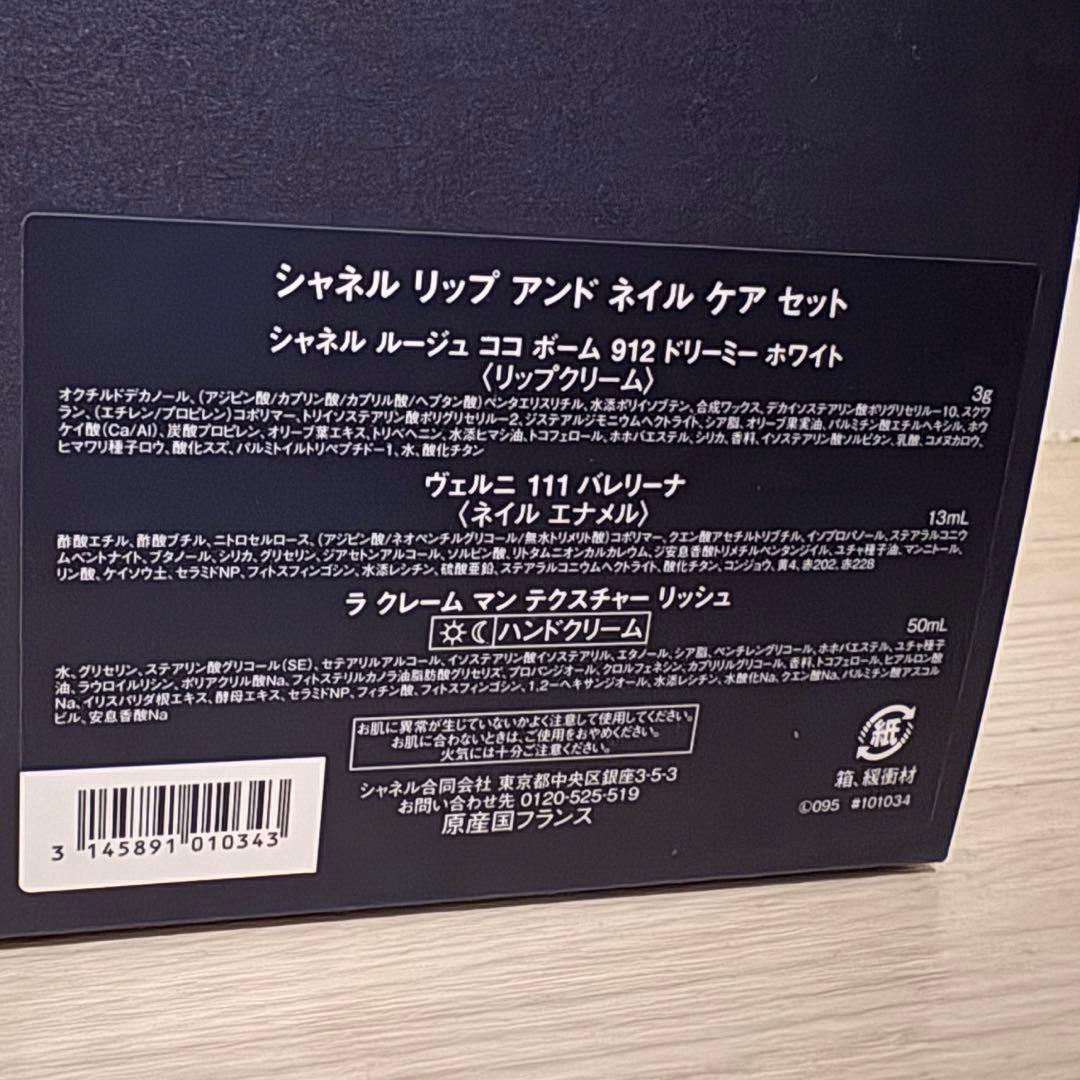 シャネル リップ アンド ネイル ケア セット
シャネル ルージュ ココ ボーム 912 ドリーミー ホワイト
〈リップクリーム〉
3g
オクチルドデカノール、(アジピン酸/カプリン酸/カプリル酸/ヘプタン酸)ペンタエリスリチル、水添ポリイソブテン、合成ワックス、デカイソステアリン酸ポリグリセリル-10、スクワ
ラン、(エチレン/プロピレン)コポリマー、トリイソステアリン酸ポリグリセリル-2、ジステアルジモニウムヘクトライト、シア脂、オリーブ果実油、パルミチン酸エチルヘキシル、ホウ
ケイ酸(Ca/Al)、炭酸プロピレン、オリーブ葉エキス、トリベヘニン、水添ヒマシ油、トコフェロール、ホホバエステル、シリカ、香料、イソステアリン酸ソルビタン、乳酸、コメヌカロウ、
ヒマワリ種子ロウ、酸化スズ、パルミトイルトリペプチド-1、水、酸化チタン
ヴェルニ 111 バレリーナ
〈ネイル エナメル〉
13mL
酢酸エチル、酢酸ブチル、ニトロセルロース、(アジピン酸/ネオペンチルグリコール/無水トリメリト酸)コポリマー、クエン酸アセチルトリブチル、イソプロパノール、ステアラルコニウ
ムベントナイト、ブタノール、シリカ、グリセリン、ジアセトンアルコール、ソルビン酸、リトタムニオンカルカレウム、ジ安息香酸トリメチルペンタンジイル、ユチャ種子油、マンニトール、
リン酸、ケイソウ土、セラミドNP、フィトスフィンゴシン、水添レシチン、硫酸亜鉛、ステアラルコニウムヘクトライト、酸化チタン、コンジョウ、黄4、赤202、赤228
ラ クレーム マン テクスチャー リッシュ
ハンドクリーム
50mL
水、グリセリン、ステアリン酸グリコール(SE)、セテアリルアルコール、イソステアリン酸イソステアリル、エタノール、シア脂、ペンチレングリコール、ホホバエステル、ユチャ種子
油、ラウロイルリシン、ポリアクリル酸Na、フィトステリルカノラ油脂肪酸グリセリズ、プロパンジオール、クロルフェネシン、カプリリルグリコール、香料、トコフェロール、ヒアルロン酸
Na、イリスパリダ根エキス、酵母エキス、セラミドNP、フィチン酸、フィトスフィンゴシン、1,2-ヘキサンジオール、水添レシチン、水酸化Na、クエン酸Na、パルミチン酸アスコル
ビル、安息香酸Na
お肌に異常が生じていないかよく注意して使用してください。
お肌に合わないときは、ご使用をおやめください。
火気には十分ご注意ください。
シャネル合同会社 東京都中央区銀座3-5-3
お問い合わせ先 0120-525-519
原産国フランス
紙
箱、緩衝材
Ⓒ095 #101034
3 145891 010343